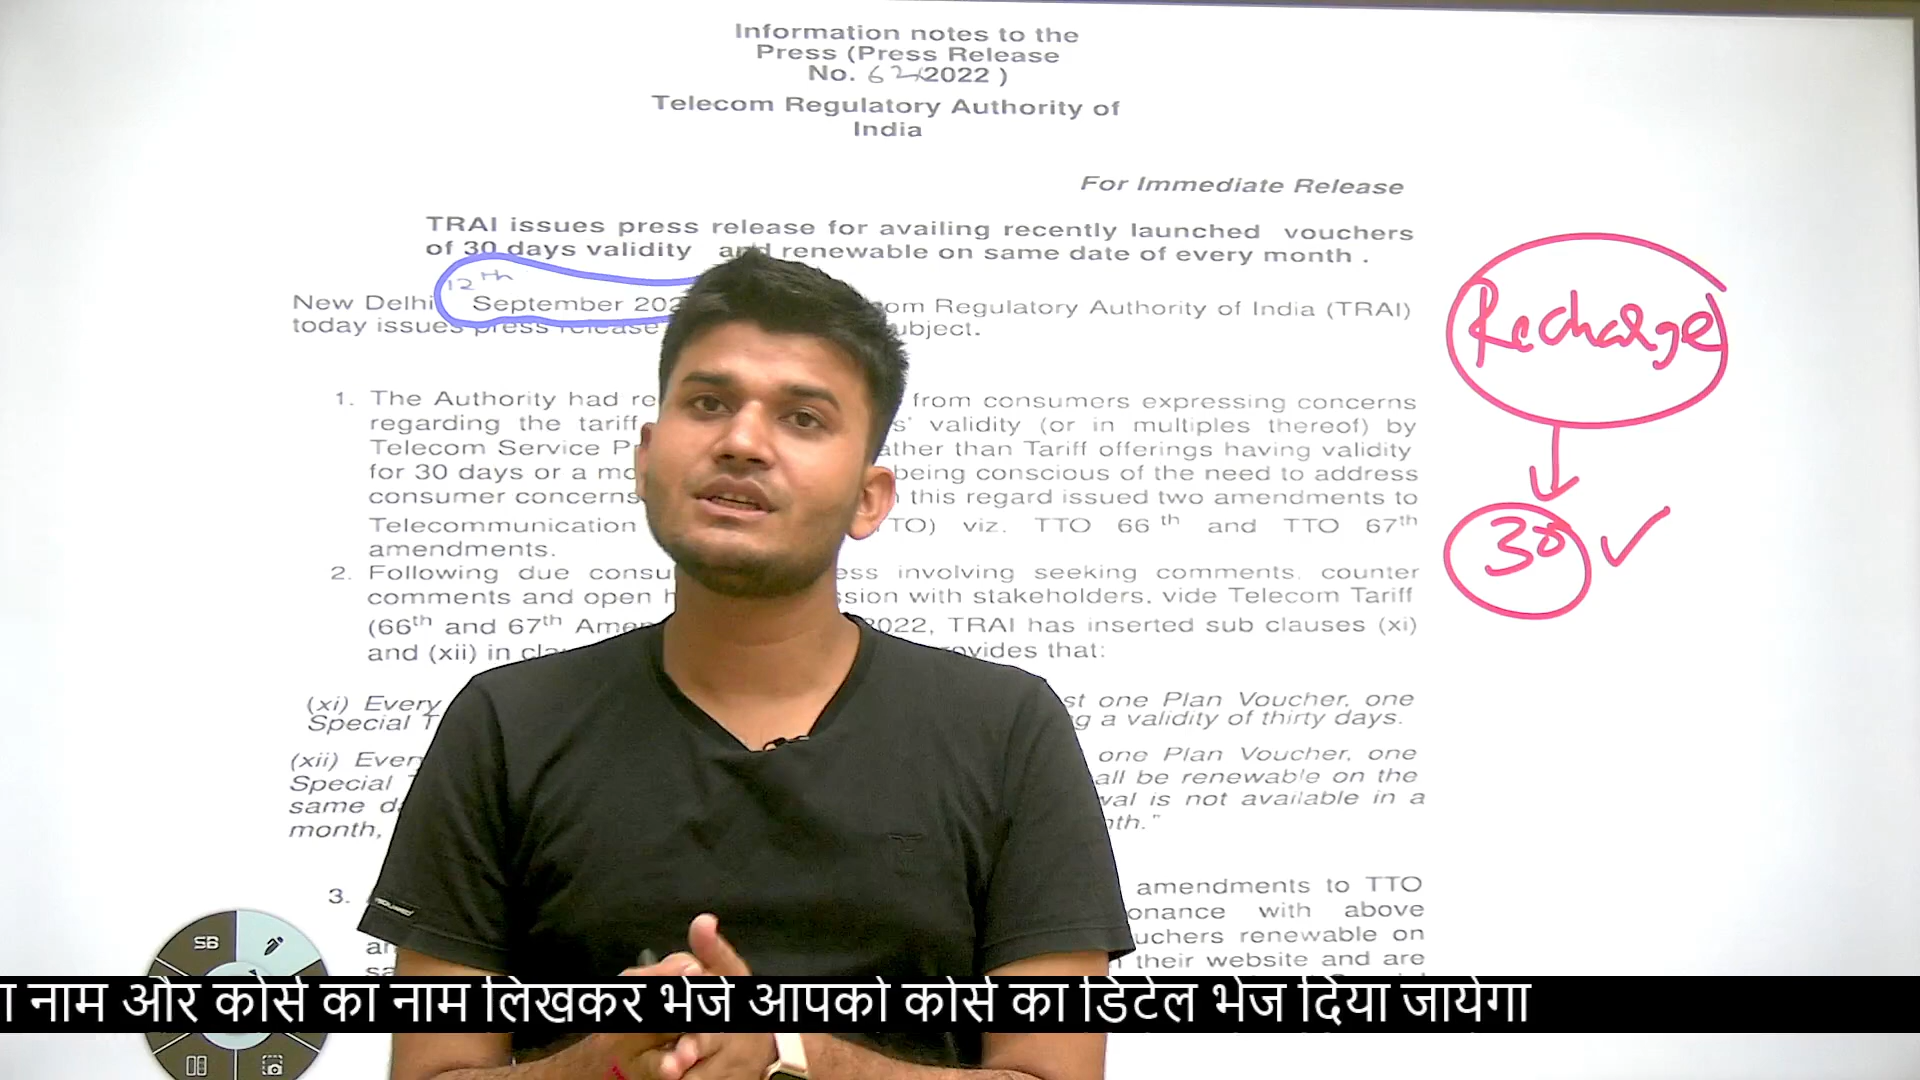 Information notes to the
Press (Press Release
No. 62/2022 )
Telecom Regulatory Authority of
India
For Immediate Release
TRAI issues press release for availing recently launched vouchers
of 30 days validity and renewable on same date of every month .
12th
New Delhi September 202 om Regulatory Authority of India (TRAI)
today issues press release ubject.
Recharge
1. The Authority had re from consumers expressing concerns
regarding the tariff s' validity (or in multiples thereof) by
Telecom Service P ather than Tariff offerings having validity
for 30 days or a mo being conscious of the need to address
consumer concerns n this regard issued two amendments to
Telecommunication TTO) viz. TTO 66th and TTO 67th
amendments.
30 ✓
2. Following due consu ess involving seeking comments, counter
comments and open h ssion with stakeholders, vide Telecom Tariff
(66th and 67th Amen 2022, TRAI has inserted sub clauses (xi)
and (xii) in cla ovides that:
(xi) Every st one Plan Voucher, one
Special T g a validity of thirty days.
(xii) Every one Plan Voucher, one
Special all be renewable on the
same d wal is not available in a
month, nth."
3. amendments to TTO
onance with above
uchers renewable on
their website and are
SB
ा नाम और कोर्स का नाम लिखकर भेजें आपको कोर्स का डिटेल भेज दिया जायेगा